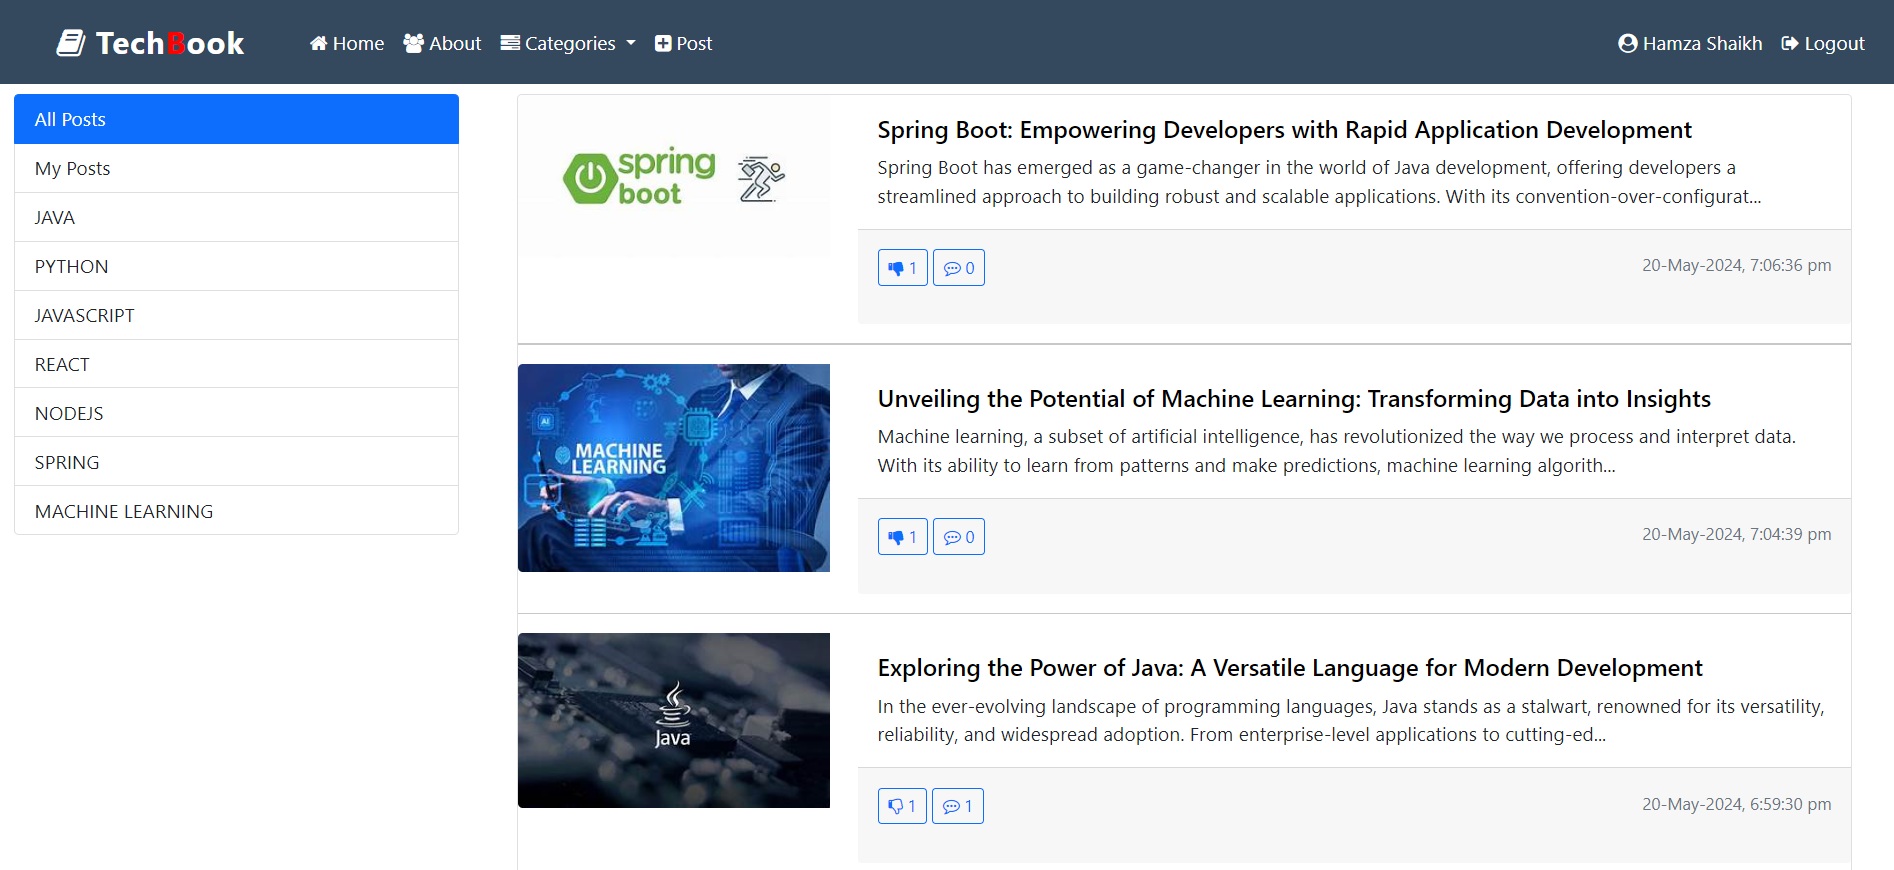 TechBook
Home
About
Categories
Post
Hamza Shaikh
Logout
All Posts
My Posts
JAVA
PYTHON
JAVASCRIPT
REACT
NODEJS
SPRING
MACHINE LEARNING
spring
boot
Spring Boot: Empowering Developers with Rapid Application Development
Spring Boot has emerged as a game-changer in the world of Java development, offering developers a
streamlined approach to building robust and scalable applications. With its convention-over-configurat...
1
0
20-May-2024, 7:06:36 pm
AI
MACHINE
LEARNING
Unveiling the Potential of Machine Learning: Transforming Data into Insights
Machine learning, a subset of artificial intelligence, has revolutionized the way we process and interpret data.
With its ability to learn from patterns and make predictions, machine learning algorith...
1
0
20-May-2024, 7:04:39 pm
Java
Exploring the Power of Java: A Versatile Language for Modern Development
In the ever-evolving landscape of programming languages, Java stands as a stalwart, renowned for its versatility,
reliability, and widespread adoption. From enterprise-level applications to cutting-ed...
1
1
20-May-2024, 6:59:30 pm